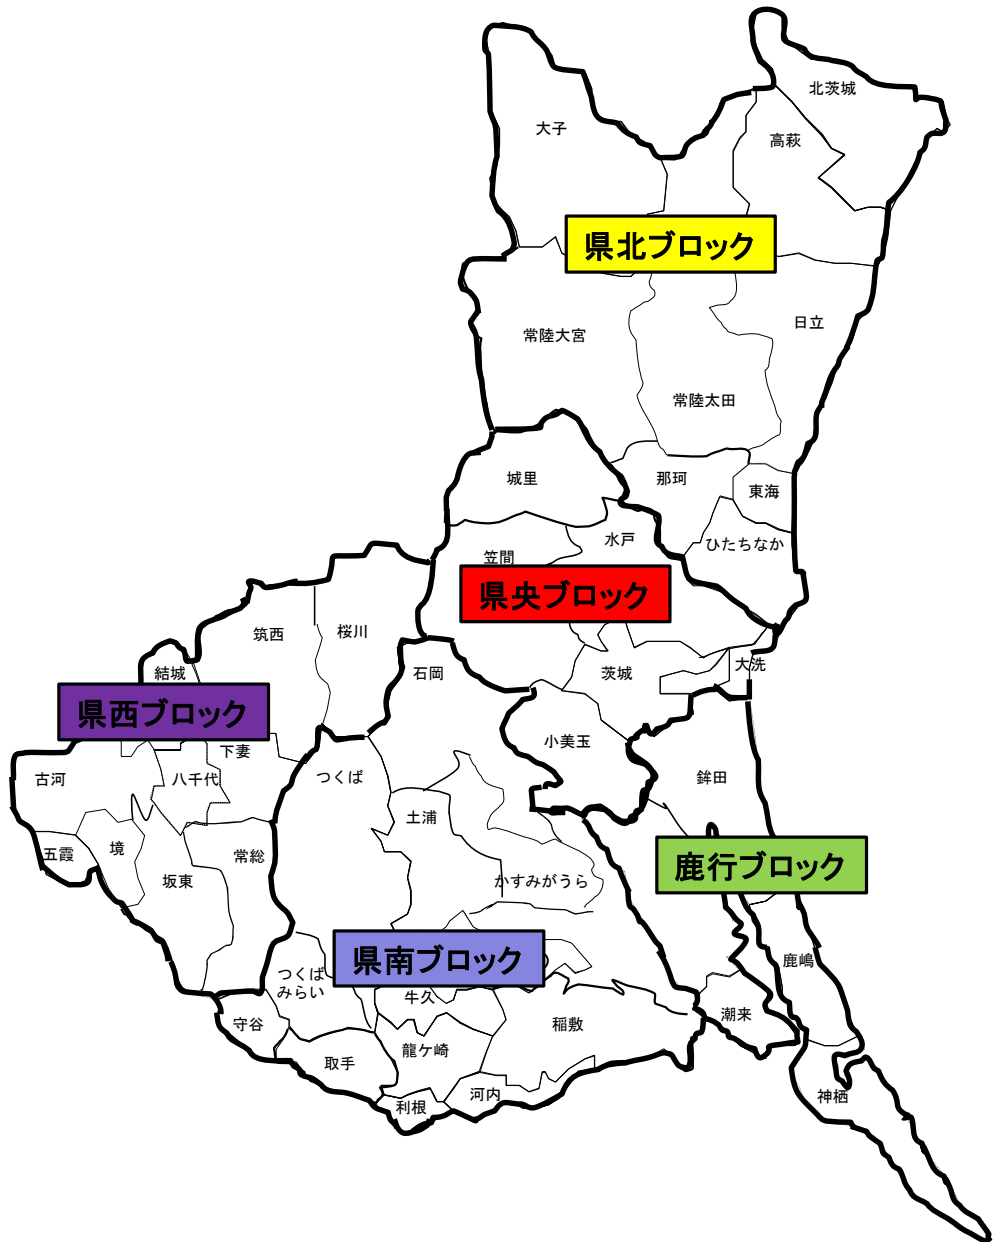 北茨城
大子
高萩
県北ブロック
日立
常陸大宮
常陸太田
城里
那珂
東海
水戸
ひたちなか
笠間
県央ブロック
筑西
桜川
結城
石岡
茨城
大洗
県西ブロック
小美玉
下妻
古河
八千代
つくば
鉾田
土浦
境
五霞
常総
坂東
かすみがうら
鹿行ブロック
県南ブロック
鹿嶋
つくば
みらい
牛久
守谷
稲敷
潮来
取手
龍ケ崎
河内
利根
神栖